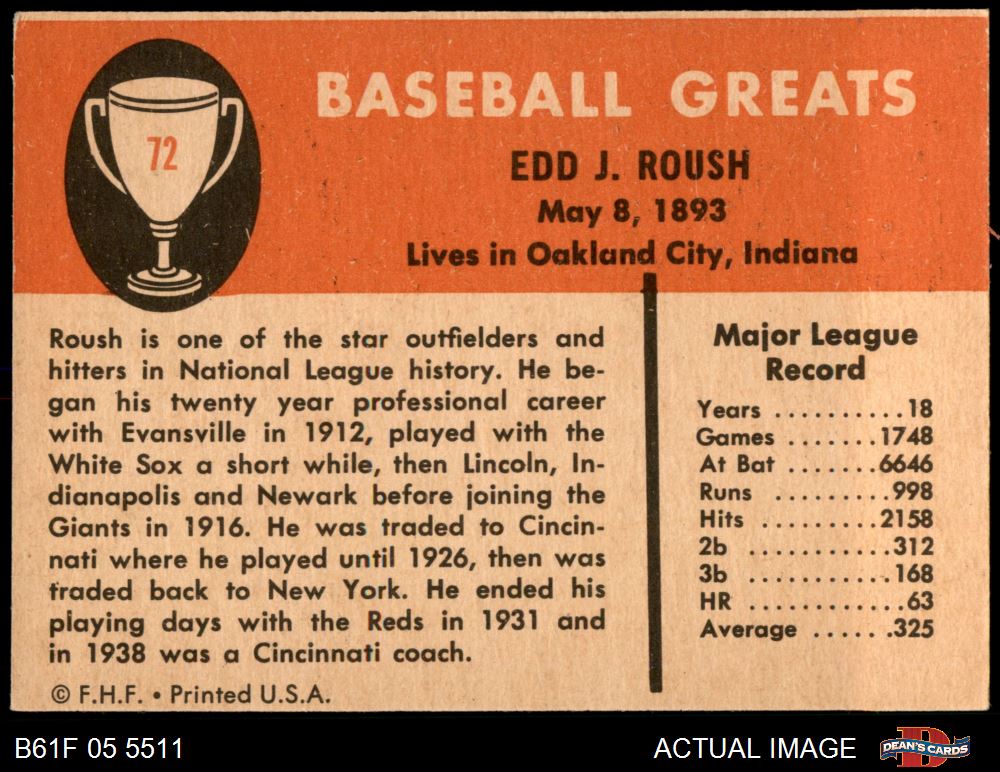 72
BASEBALL GREATS
EDD J. ROUSH
May 8, 1893
Lives in Oakland City, Indiana
Roush is one of the star outfielders and
hitters in National League history. He be-
gan his twenty year professional career
with Evansville in 1912, played with the
White Sox a short while, then Lincoln, In-
dianapolis and Newark before joining the
Giants in 1916. He was traded to Cincin-
nati where he played until 1926, then was
traded back to New York. He ended his
playing days with the Reds in 1931 and
in 1938 was a Cincinnati coach.
© F.H.F. • Printed U.S.A.
Major League
Record
Years ..........18
Games .......1748
At Bat .......6646
Runs .........998
Hits .........2158
2b ...........312
3b ...........168
HR ............63
Average ......325
B61F 05 5511
ACTUAL IMAGE
D
DEAN'S CARDS